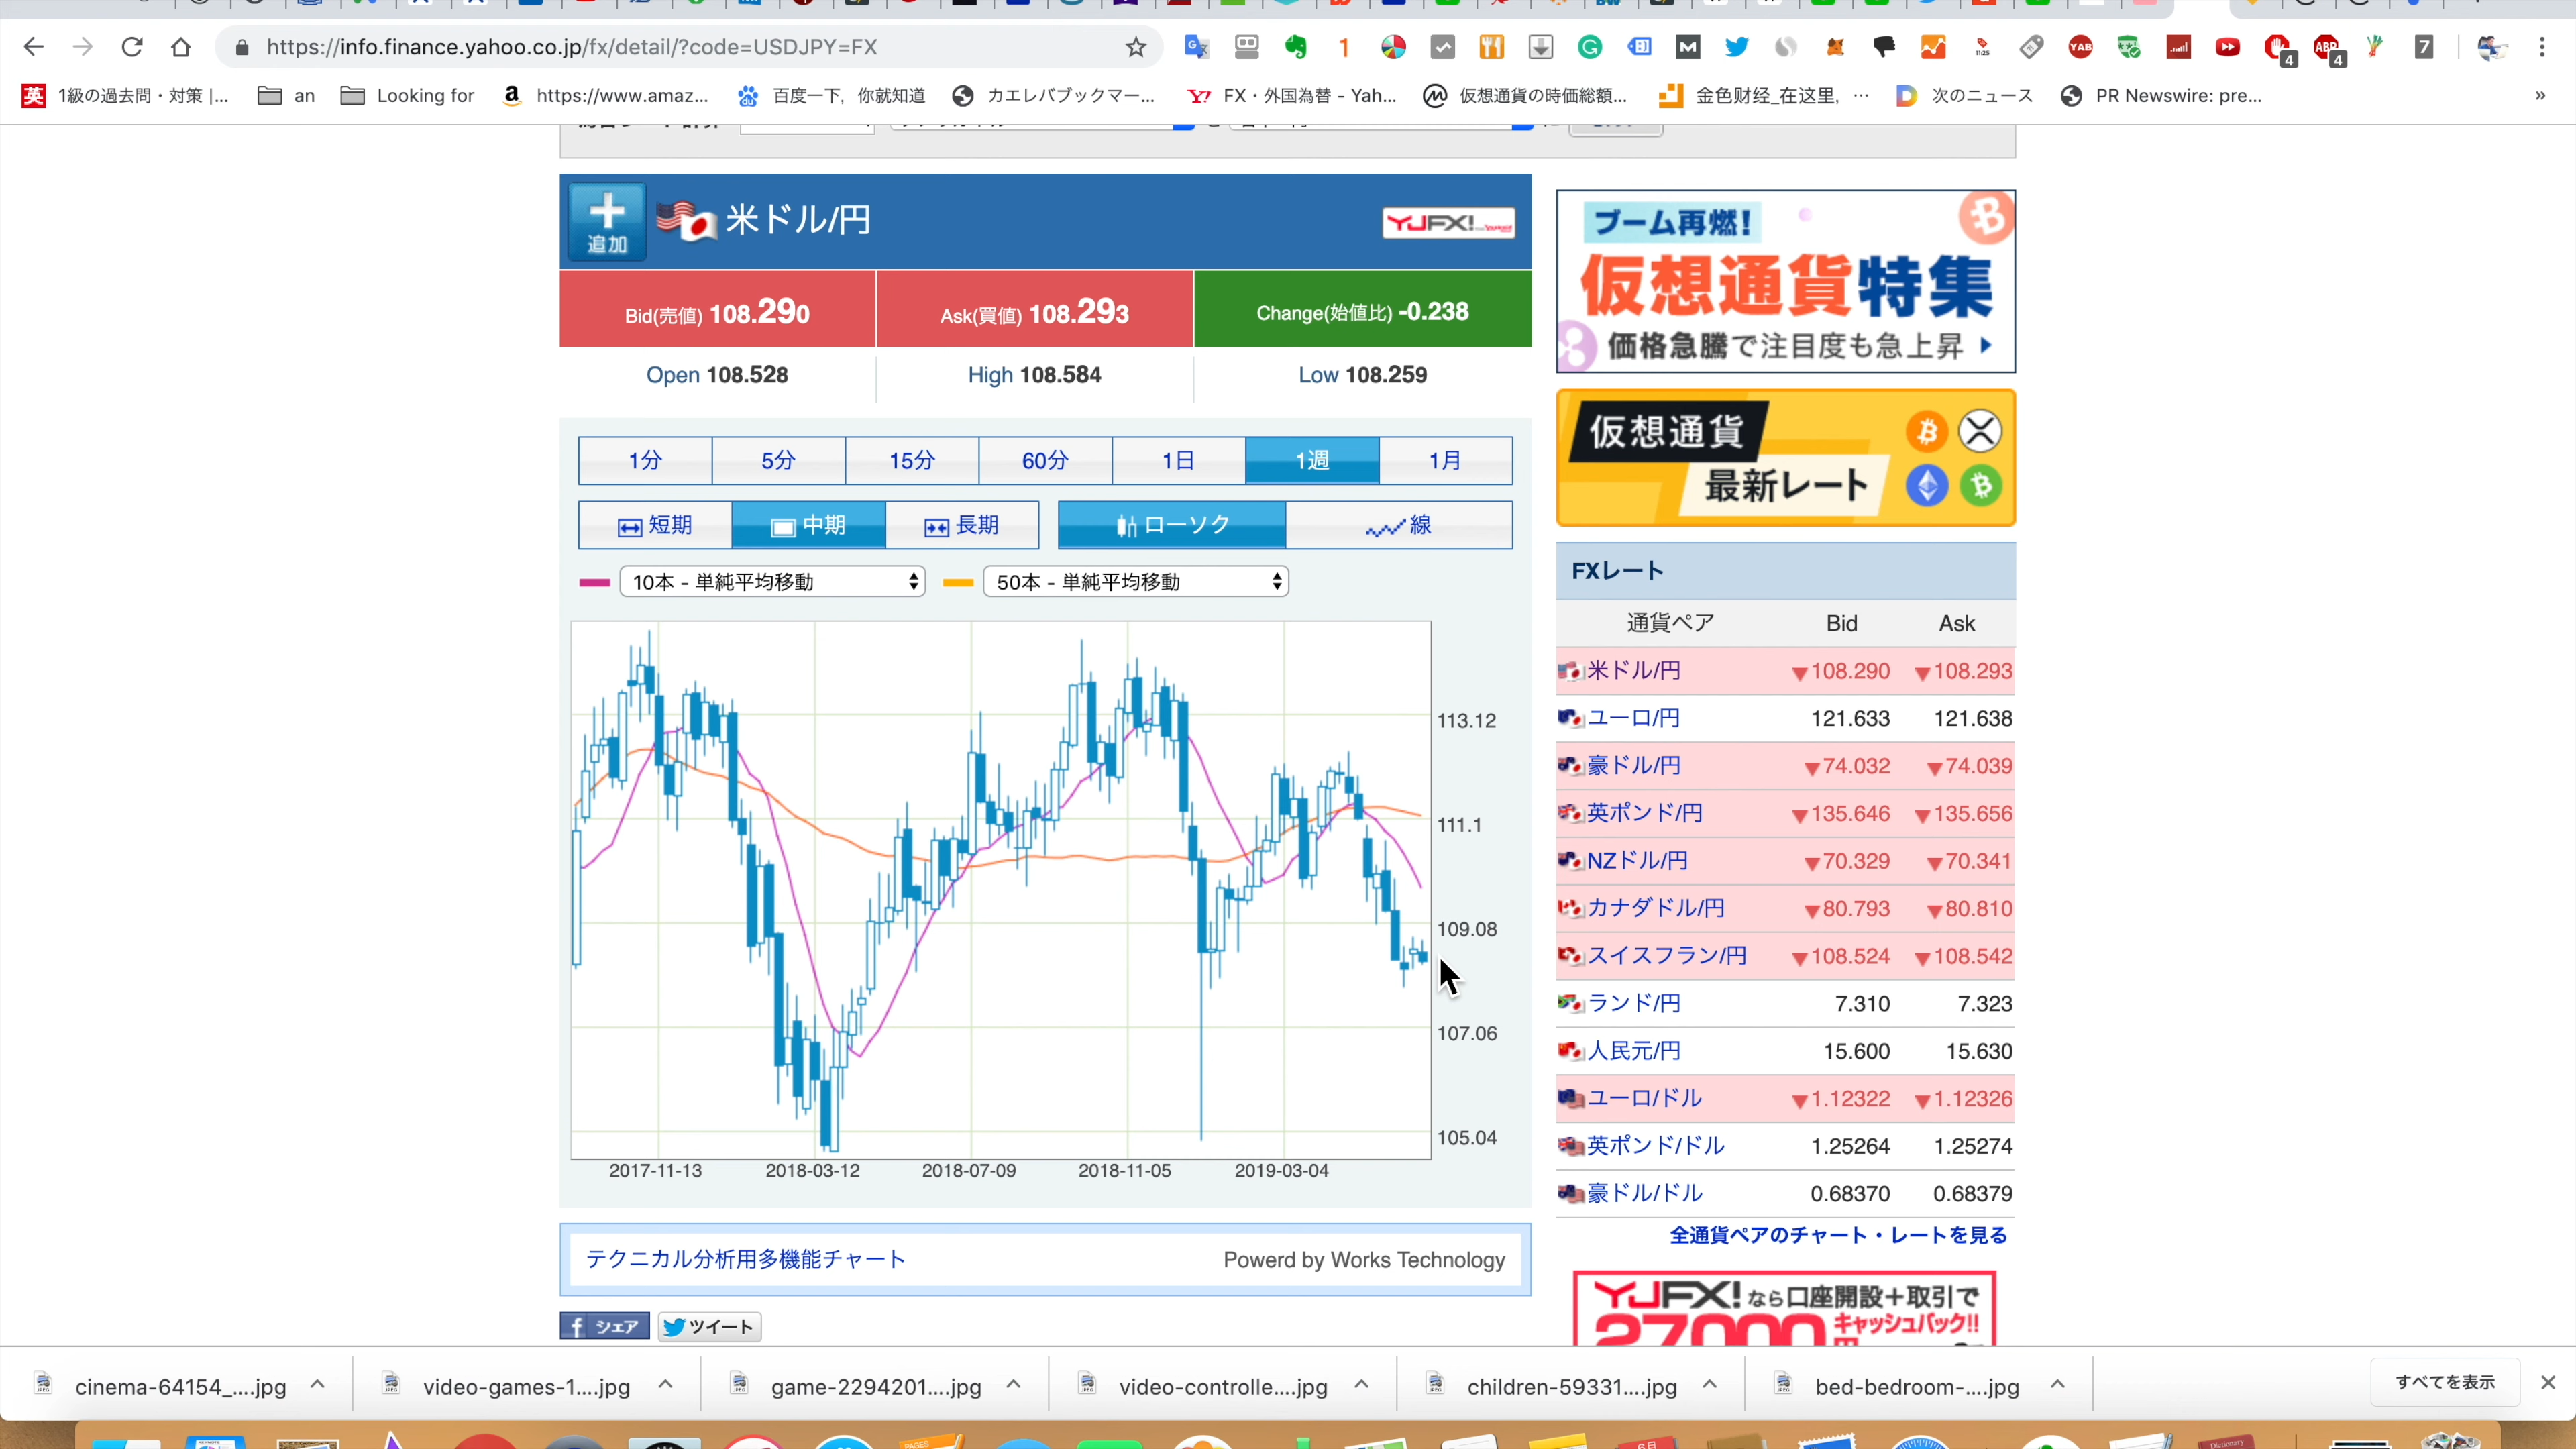 https://info.finance.yahoo.co.jp/fx/detail/?code=USDJPY=FX
11:25
YAB
4
ABP
4
7
英 1級の過去問・対策 |...
an
Looking for
https://www.amaz...
百度一下，你就知道
カエレバブックマー...
FX・外国為替 - Yah...
仮想通貨の時価総額...
金色财经_在这里, ...
次のニュース
PR Newswire: pre...
»
追加
米ドル/円
YJFX!
Bid(売値) 108.290
Ask(買値) 108.293
Change(始値比) -0.238
Open 108.528
High 108.584
Low 108.259
1分
5分
15分
60分
1日
1週
1月
短期
中期
長期
ローソク
線
10本 - 単純平均移動
50本 - 単純平均移動
113.12
111.1
109.08
107.06
105.04
2017-11-13
2018-03-12
2018-07-09
2018-11-05
2019-03-04
テクニカル分析用多機能チャート
Powerd by Works Technology
シェア
ツイート
ブーム再燃！
仮想通貨特集
価格急騰で注目度も急上昇
仮想通貨
最新レート
FXレート
通貨ペア Bid Ask
米ドル/円 ▼108.290 ▼108.293
ユーロ/円 121.633 121.638
豪ドル/円 ▼74.032 ▼74.039
英ポンド/円 ▼135.646 ▼135.656
NZドル/円 ▼70.329 ▼70.341
カナダドル/円 ▼80.793 ▼80.810
スイスフラン/円 ▼108.524 ▼108.542
ランド/円 7.310 7.323
人民元/円 15.600 15.630
ユーロ/ドル ▼1.12322 ▼1.12326
英ポンド/ドル 1.25264 1.25274
豪ドル/ドル 0.68370 0.68379
全通貨ペアのチャート・レートを見る
YJFX!なら口座開設＋取引で
27000円
キャッシュバック!!
cinema-64154_....jpg
video-games-1....jpg
game-2294201....jpg
video-controlle....jpg
children-59331....jpg
bed-bedroom-....jpg
すべてを表示
PAGES
6月
Dictionary